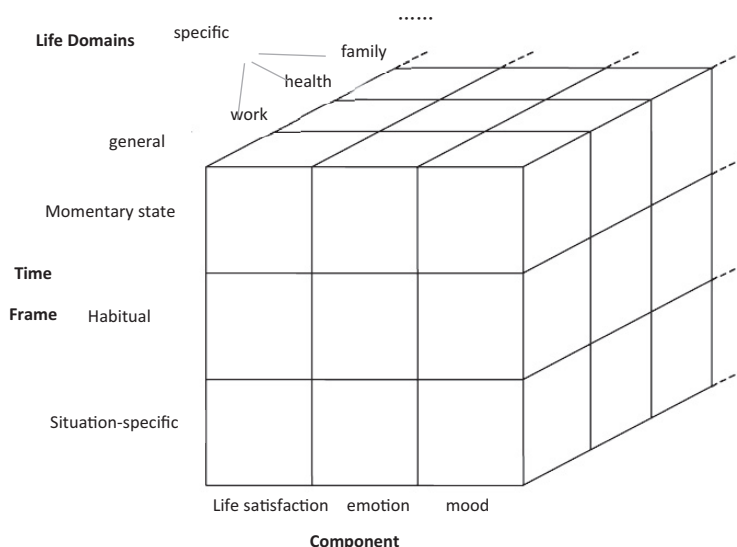 ......
specific
Life Domains
family
health
work
general
Momentary state
Time
Frame Habitual
Situation-specific
Life satisfaction emotion mood
Component